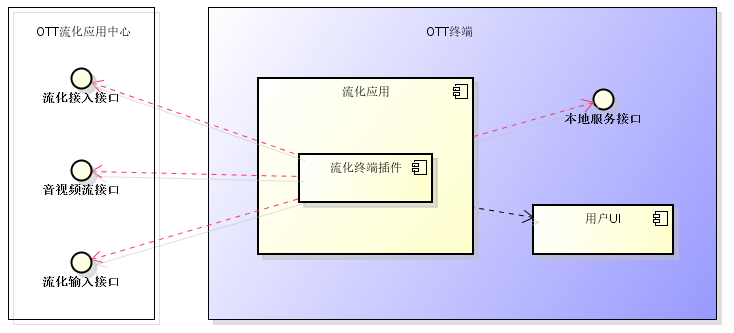 OTT流化应用中心
OTT终端
流化接入接口
音视频流接口
流化输入接口
流化应用
流化终端插件
本地服务接口
用户UI